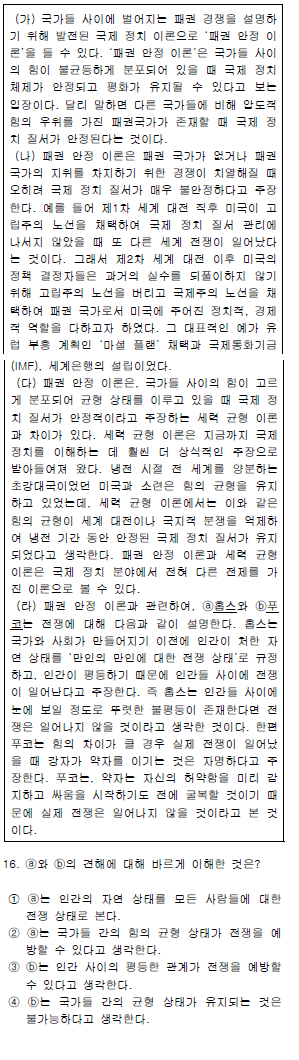 (가) 국가들 사이에 벌어지는 패권 경쟁을 설명하
기 위해 발전된 국제 정치 이론으로 '패권 안정 이
론'을 들 수 있다. '패권 안정 이론'은 국가들 사이
의 힘이 불균등하게 분포되어 있을 때 국제 정치
체제가 안정되고 평화가 유지될 수 있다고 보는
입장이다. 달리 말하면 다른 국가들에 비해 압도적
힘의 우위를 가진 패권국가가 존재할 때 국제 정
치 질서가 안정된다는 것이다.
(나) 패권 안정 이론은 패권 국가가 없거나 패권
국가의 지위를 차지하기 위한 경쟁이 치열해질 때
오히려 국제 정치 질서가 매우 불안정하다고 주장
한다. 예를 들어 제1차 세계 대전 직후 미국이 고
립주의 노선을 채택하여 국제 정치 질서 관리에
나서지 않았을 때 또 다른 세계 전쟁이 일어났다
는 것이다. 그래서 제2차 세계 대전 이후 미국의
정책 결정자들은 과거의 실수를 되풀이하지 않기
위해 고립주의 노선을 버리고 국제주의 노선을 채
택하여 패권 국가로서 미국에 주어진 정치적, 경제
적 역할을 다하고자 하였다. 그 대표적인 예가 유
럽 부흥 계획인 '마셜 플랜' 채택과 국제통화기금
(IMF), 세계은행의 설립이었다.
(다) 패권 안정 이론은, 국가들 사이의 힘이 고르
게 분포되어 균형 상태를 이루고 있을 때 국제 정
치 질서가 안정적이라고 주장하는 세력 균형 이론
과 차이가 있다. 세력 균형 이론은 지금까지 국제
정치를 이해하는 데 훨씬 더 상식적인 주장으로
받아들여져 왔다. 냉전 시절 전 세계를 양분하는
초강대국이었던 미국과 소련은 힘의 균형을 유지
하고 있었는데, 세력 균형 이론에서는 이와 같은
힘의 균형이 세계 대전이나 국지적 분쟁을 억제하
여 냉전 기간 동안 안정된 국제 정치 질서가 유지
되었다고 생각한다. 패권 안정 이론과 세력 균형
이론은 국제 정치 분야에서 전혀 다른 전제를 가
진 이론으로 볼 수 있다.
(라) 패권 안정 이론과 관련하여, ⓐ홉스와 ⓑ푸
코는 전쟁에 대해 다음과 같이 설명한다. 홉스는
국가와 사회가 만들어지기 이전에 인간이 처한 자
연 상태를 '만인의 만인에 대한 전쟁 상태'로 규정
하고, 인간이 평등하기 때문에 인간들 사이에 전쟁
이 일어난다고 주장한다. 즉 홉스는 인간들 사이에
눈에 보일 정도로 뚜렷한 불평등이 존재한다면 전
쟁은 일어나지 않을 것이라고 생각한 것이다. 한편
푸코는 힘의 차이가 클 경우 실제 전쟁이 일어났
을 때 강자가 약자를 이기는 것은 자명하다고 주
장한다. 푸코는, 약자는 자신의 허약함을 미리 감
지하고 싸움을 시작하기도 전에 굴복할 것이기 때
문에 실제 전쟁은 일어나지 않을 것이라고 본 것
이다.
16. ⓐ와 ⓑ의 견해에 대해 바르게 이해한 것은?
① ⓐ는 인간의 자연 상태를 모든 사람들에 대한
전쟁 상태로 본다.
② ⓐ는 국가들 간의 힘의 균형 상태가 전쟁을 예
방할 수 있다고 생각한다.
③ ⓑ는 인간 사이의 평등한 관계가 전쟁을 예방할
수 있다고 생각한다.
④ ⓑ는 국가들 간의 균형 상태가 유지되는 것은
불가능하다고 생각한다.